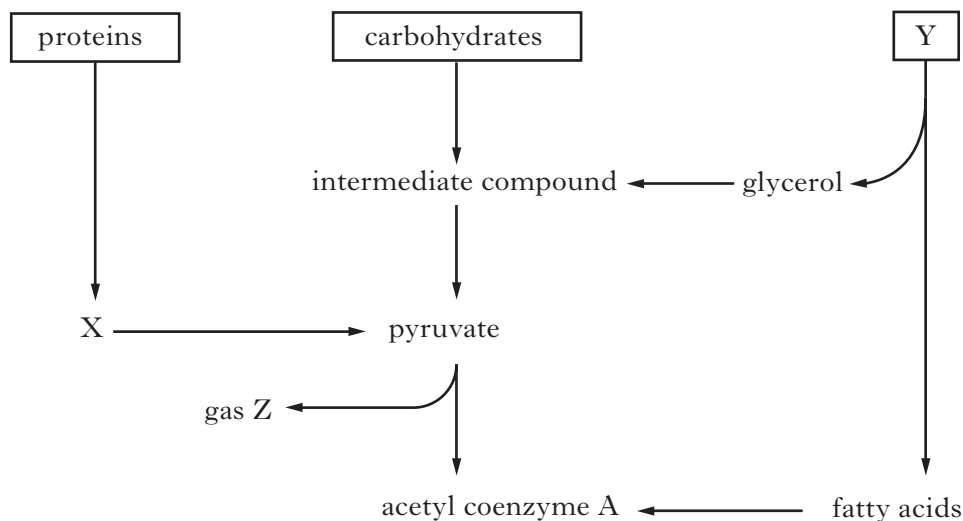 proteins
carbohydrates
Y
intermediate compound
glycerol
X
pyruvate
gas Z
acetyl coenzyme A
fatty acids